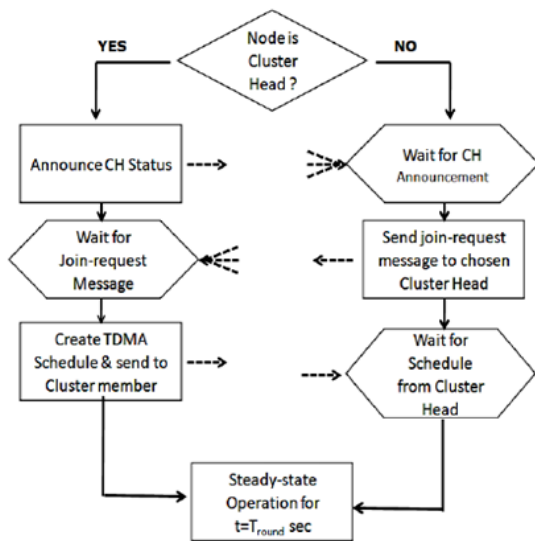 Node is
Cluster
Head ?
YES
NO
Announce CH Status
Wait for CH
Announcement
Wait for
Join-request
Message
Send join-request
message to chosen
Cluster Head
Create TDMA
Schedule & send to
Cluster member
Wait for
Schedule
from Cluster
Head
Steady-state
Operation for
t=Tround sec